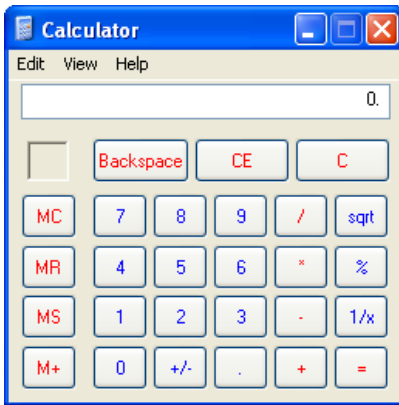 Calculator
Edit View Help
0.
Backspace CE C
MC 7 8 9 / sqrt
MR 4 5 6 * %
MS 1 2 3 - 1/x
M+ 0 +/- . + =